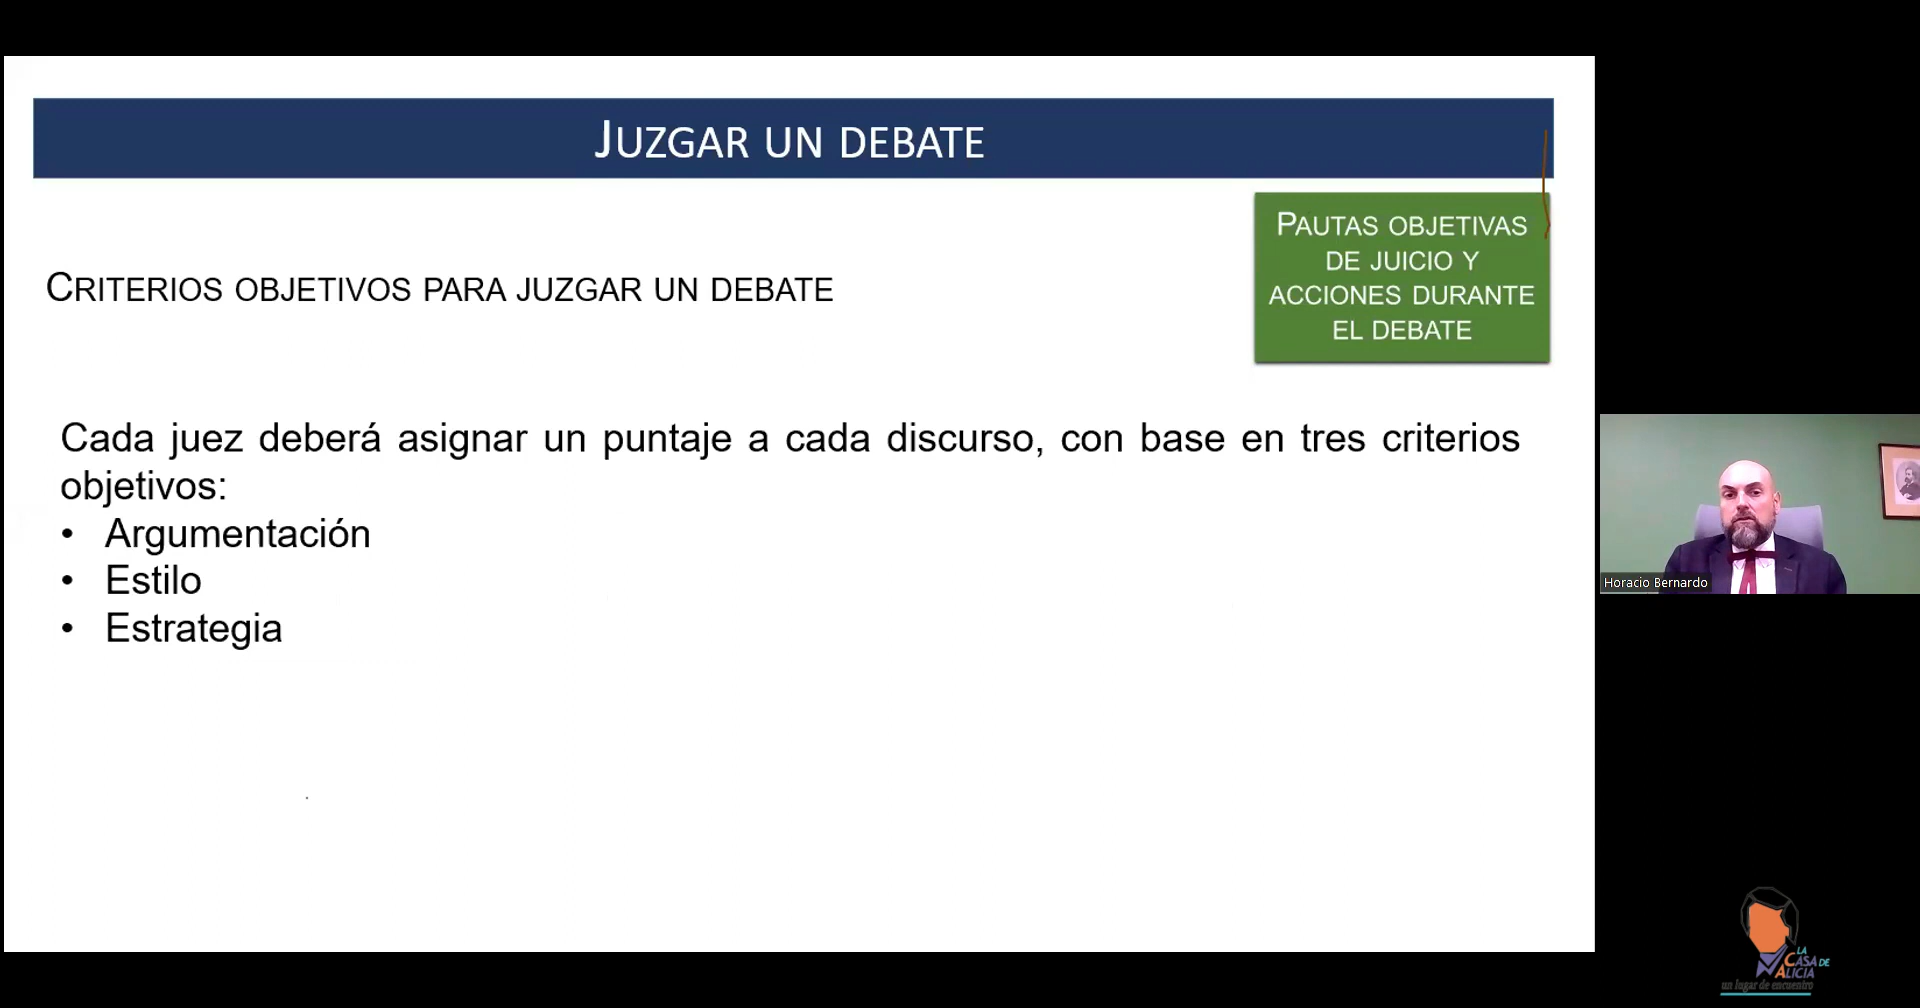 JUZGAR UN DEBATE
PAUTAS OBJETIVAS
DE JUICIO Y
ACCIONES DURANTE
EL DEBATE
CRITERIOS OBJETIVOS PARA JUZGAR UN DEBATE
Cada juez deberá asignar un puntaje a cada discurso, con base en tres criterios
objetivos:
• Argumentación
• Estilo
• Estrategia
Horacio Bernardo
LA
CASA DE
ALICIA
un lugar de encuentro